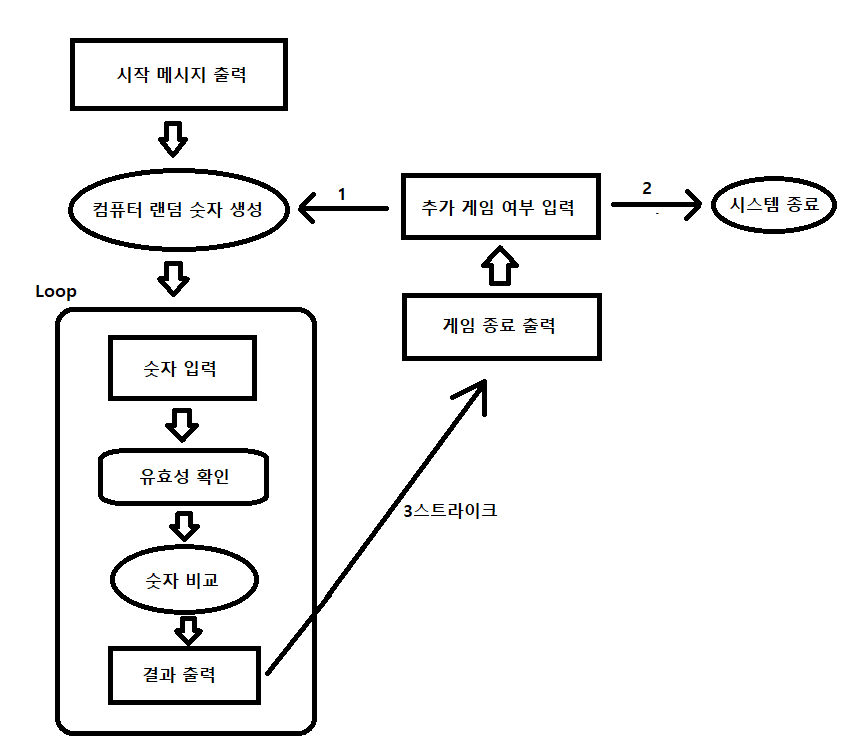 시작 메시지 출력
컴퓨터 랜덤 숫자 생성
1
추가 게임 여부 입력
2
시스템 종료
Loop
게임 종료 출력
숫자 입력
유효성 확인
3스트라이크
숫자 비교
결과 출력